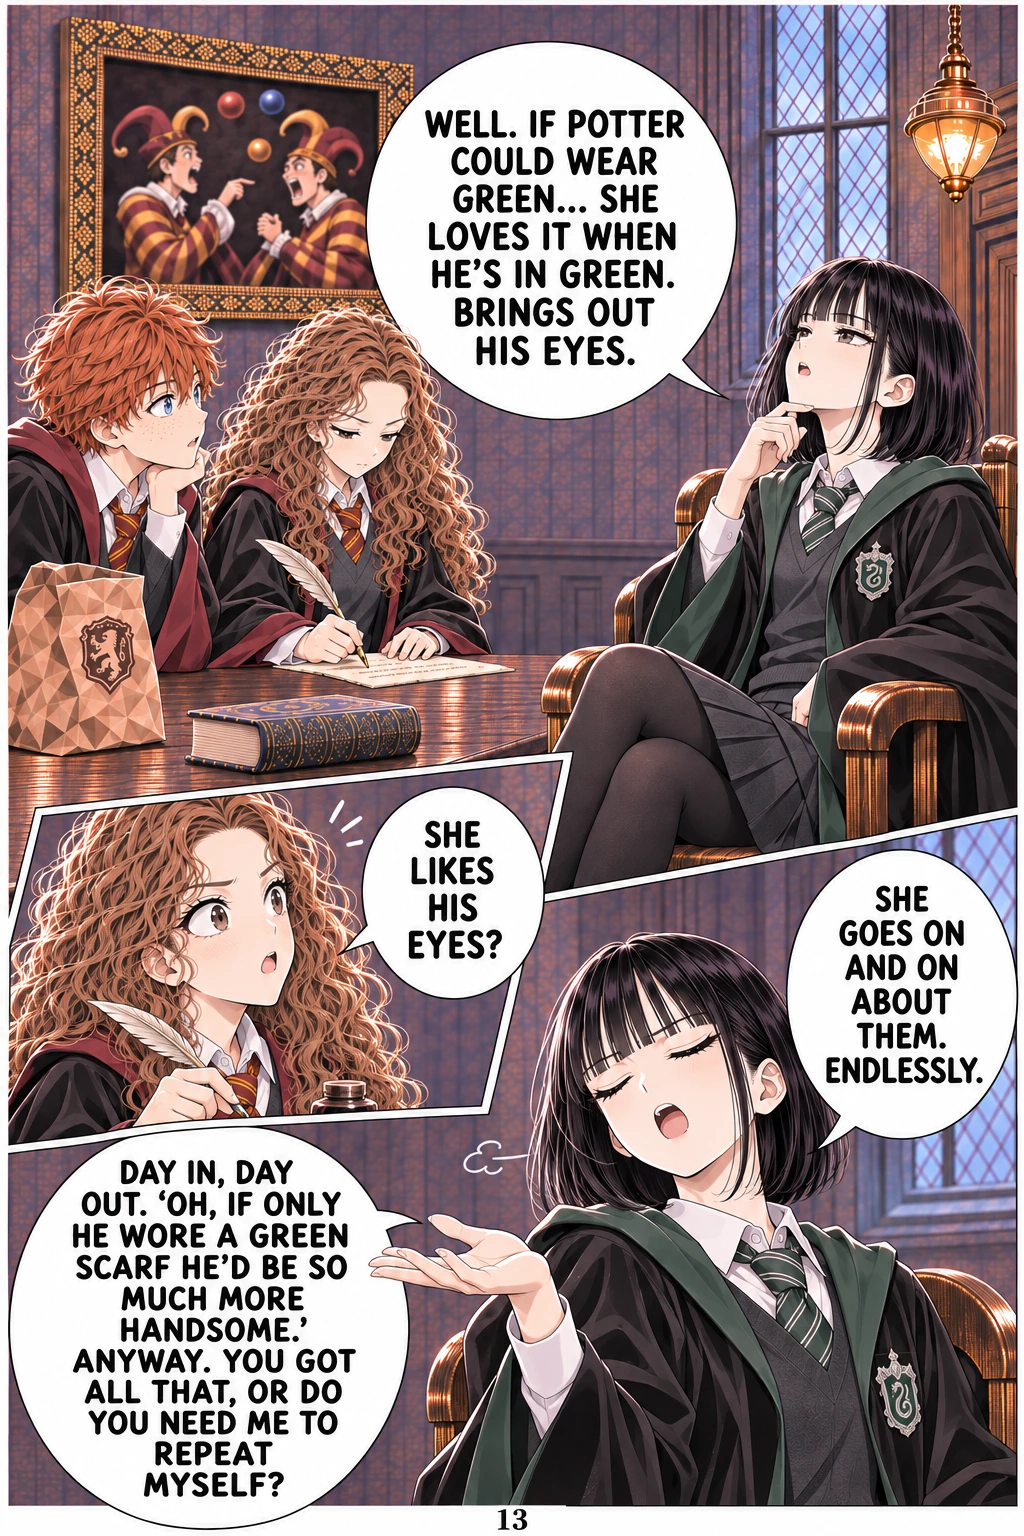 WELL. IF POTTER
COULD WEAR
GREEN... SHE
LOVES IT WHEN
HE'S IN GREEN.
BRINGS OUT
HIS EYES.
SHE
LIKES
HIS
EYES?
SHE
GOES ON
AND ON
ABOUT
THEM.
ENDLESSLY.
DAY IN, DAY
OUT. ‘OH, IF ONLY
HE WORE A GREEN
SCARF HE'D BE SO
MUCH MORE
HANDSOME.’
ANYWAY. YOU GOT
ALL THAT, OR DO
YOU NEED ME TO
REPEAT
MYSELF?
13